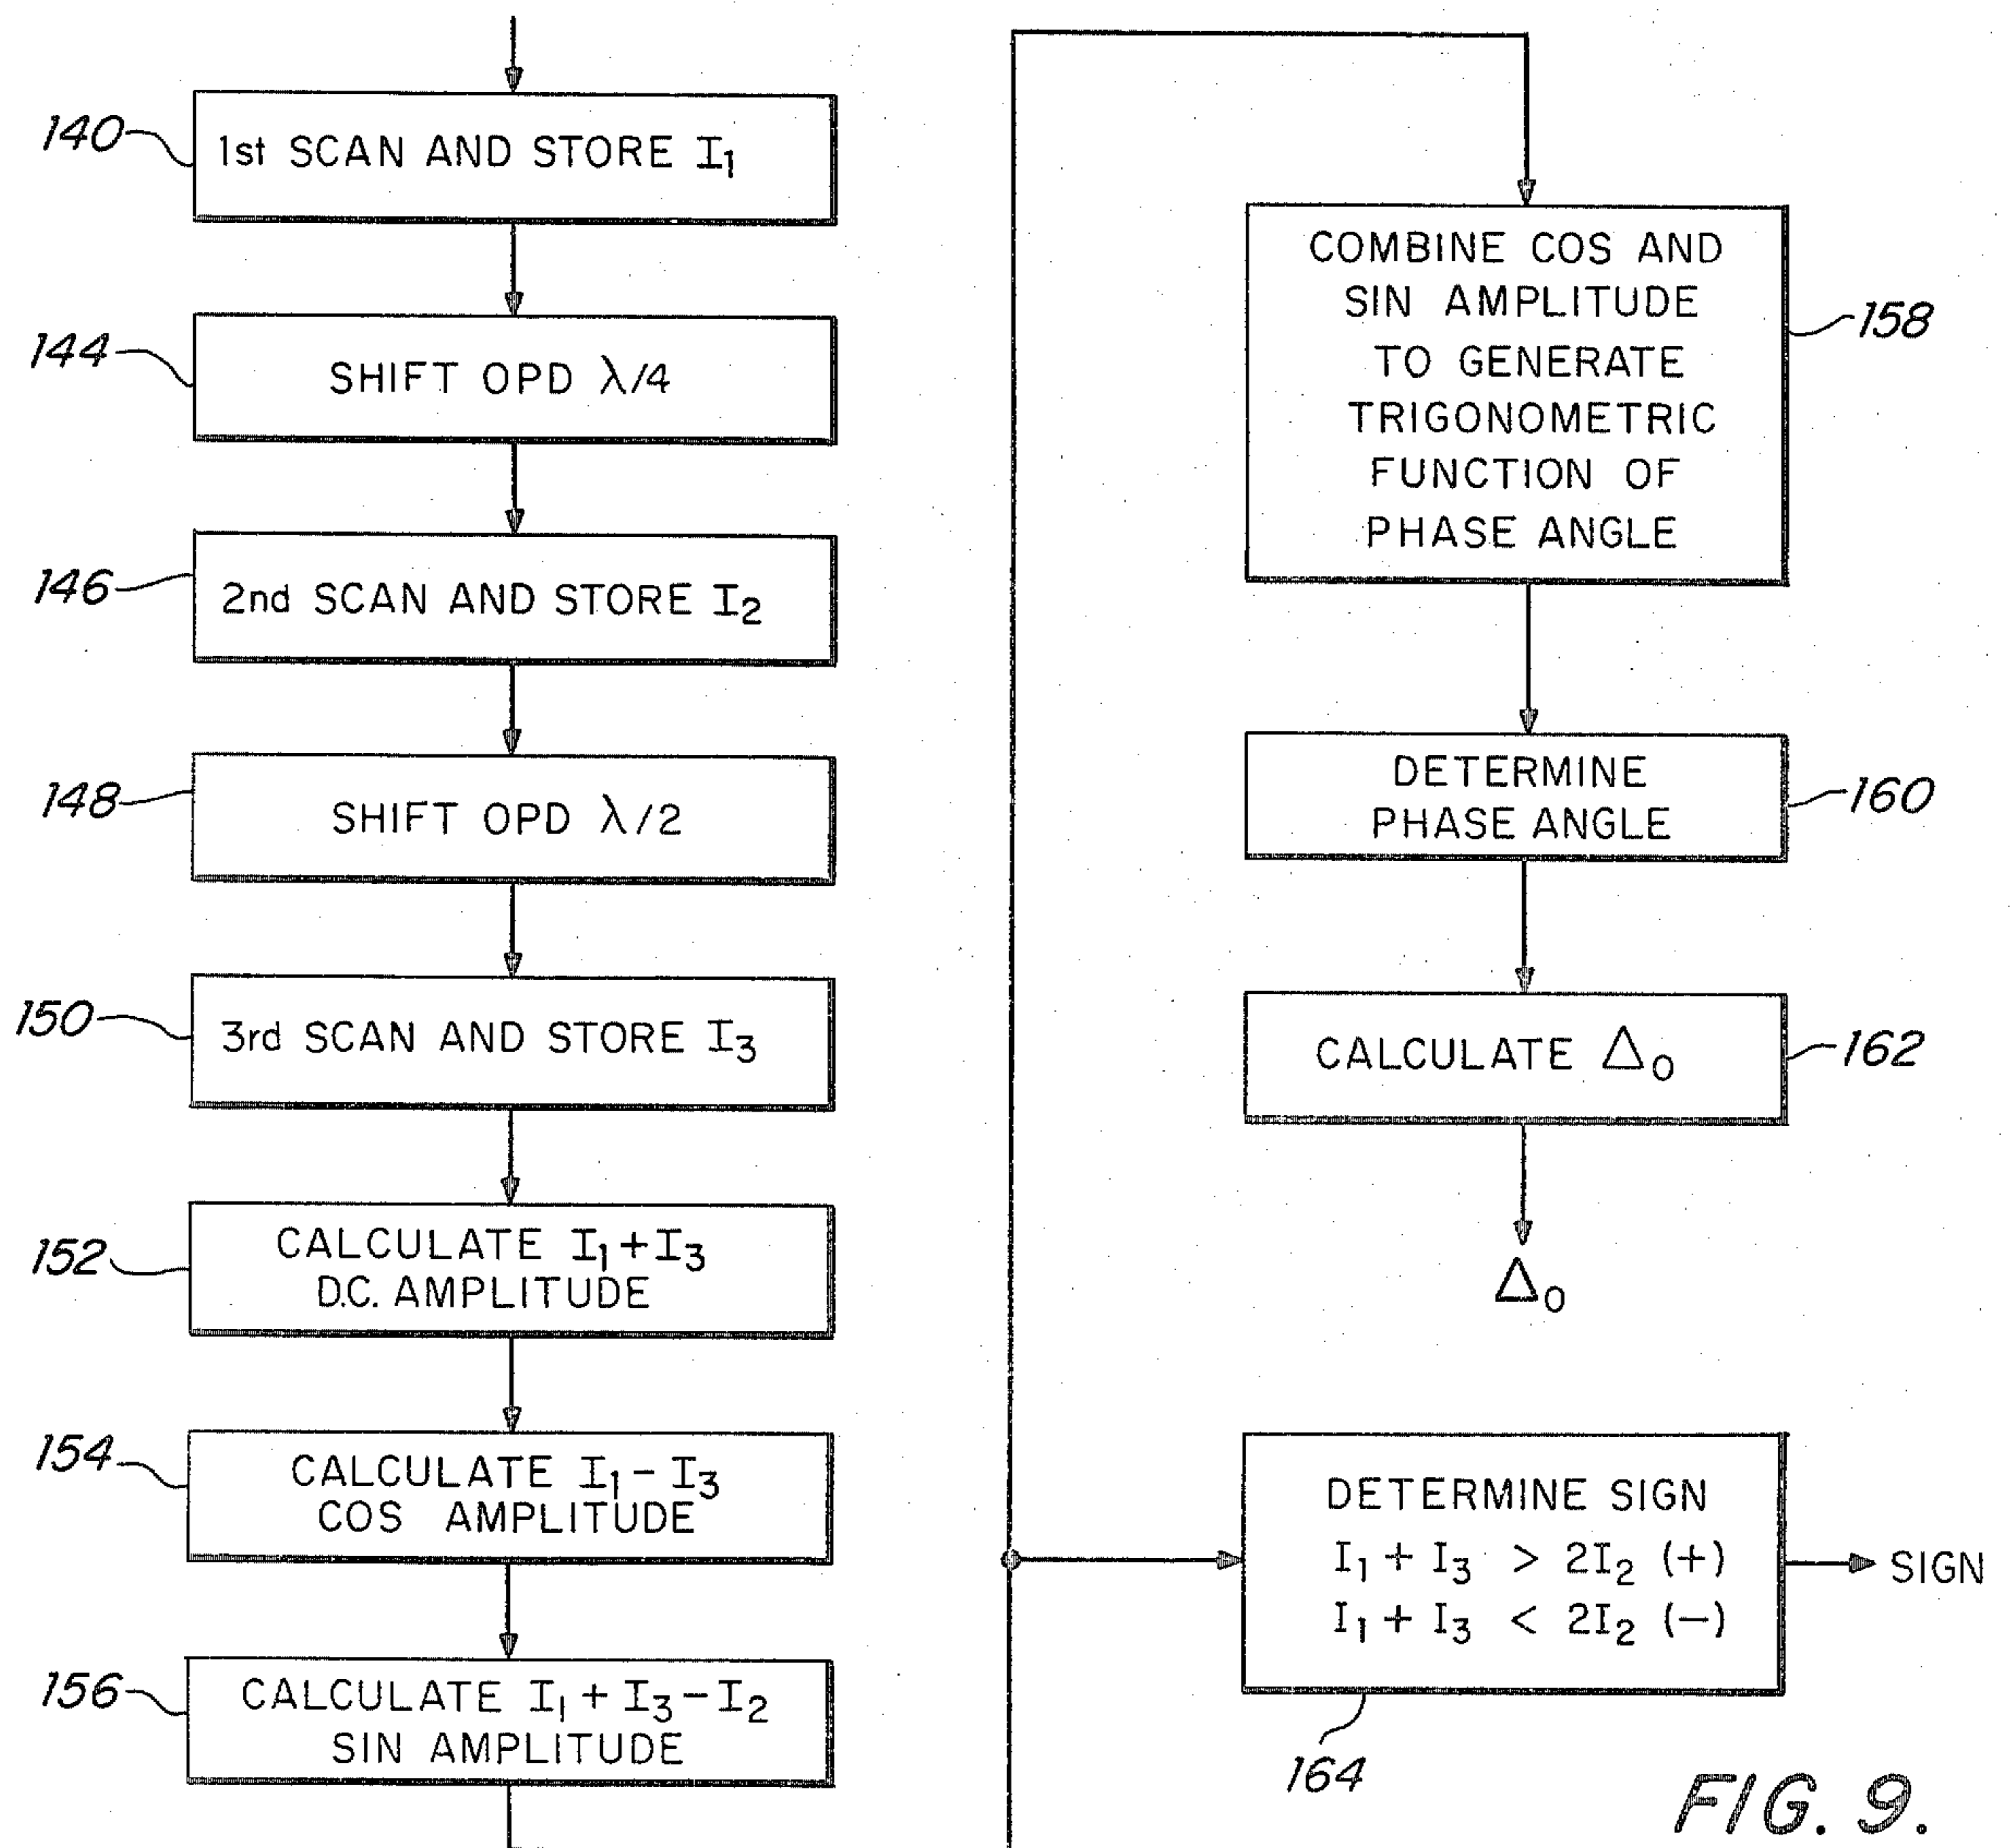 140
1st SCAN AND STORE I₁
144
SHIFT OPD λ/4
146
2nd SCAN AND STORE I₂
148
SHIFT OPD λ/2
150
3rd SCAN AND STORE I₃
152
CALCULATE I₁ + I₃
D.C. AMPLITUDE
154
CALCULATE I₁ - I₃
COS AMPLITUDE
156
CALCULATE I₁ + I₃ - I₂
SIN AMPLITUDE
COMBINE COS AND
SIN AMPLITUDE
TO GENERATE
TRIGONOMETRIC
FUNCTION OF
PHASE ANGLE
158
DETERMINE
PHASE ANGLE
160
CALCULATE Δ₀
162
Δ₀
DETERMINE SIGN
I₁ + I₃ > 2I₂ (+)
I₁ + I₃ < 2I₂ (−)
SIGN
164
FIG. 9.